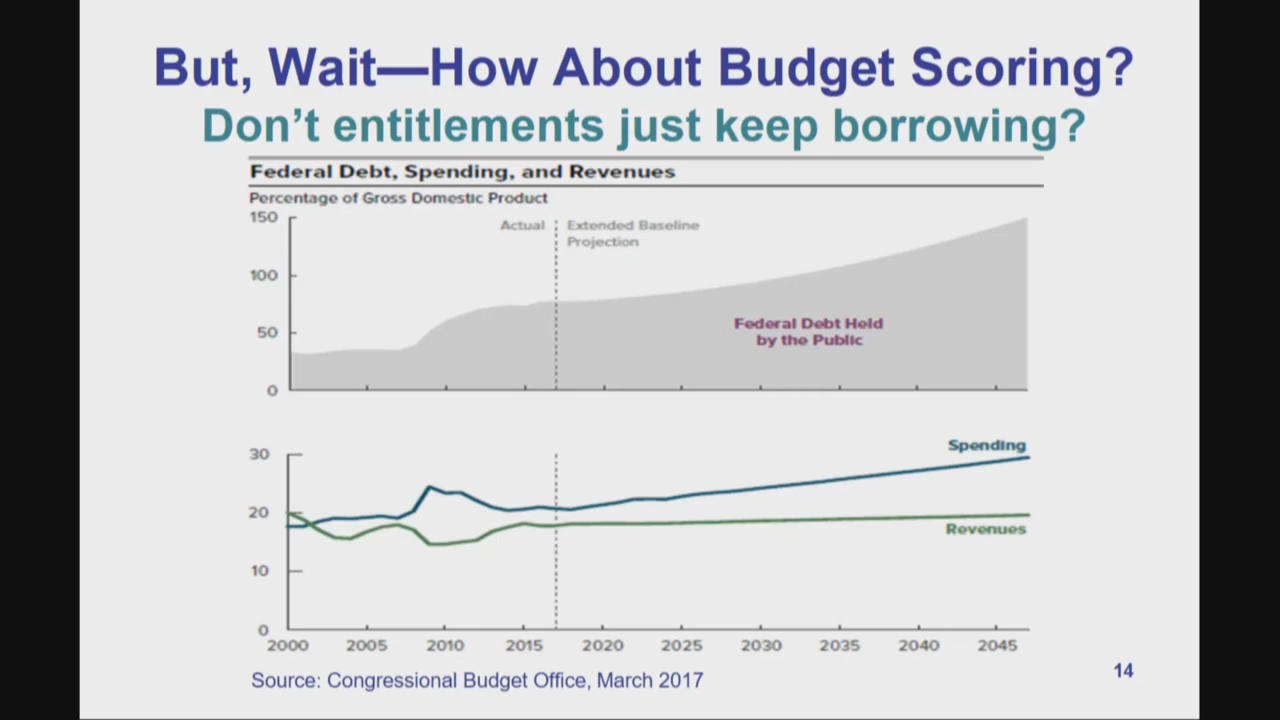 But, Wait—How About Budget Scoring?
Don't entitlements just keep borrowing?
Federal Debt, Spending, and Revenues
Percentage of Gross Domestic Product
150
Actual
Extended Baseline
Projection
100
Federal Debt Held
by the Public
50
0
30
Spending
20
Revenues
10
0
2000 2005 2010 2015 2020 2025 2030 2035 2040 2045
Source: Congressional Budget Office, March 2017
14